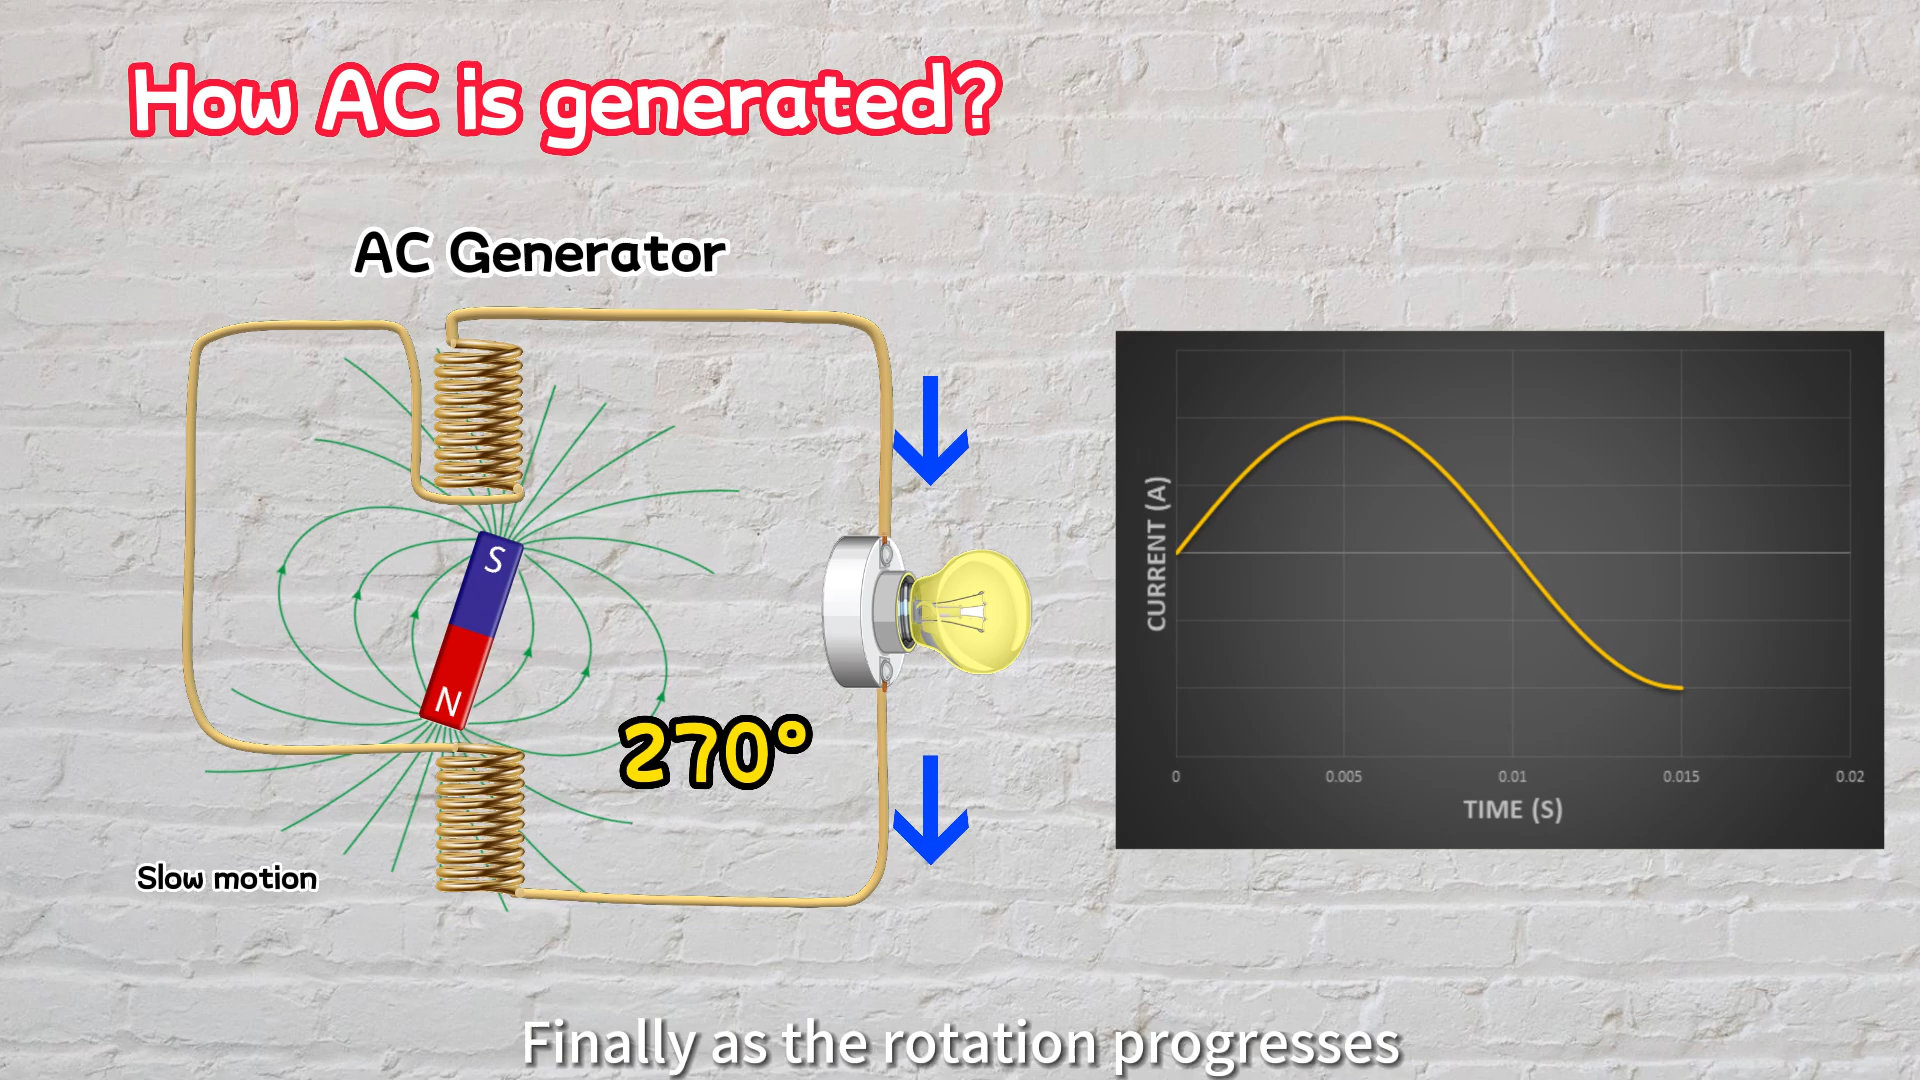 How AC is generated?
AC Generator
S
N
270°
Slow motion
CURRENT (A)
0 0.005 0.01 0.015 0.02
TIME (S)
Finally as the rotation progresses